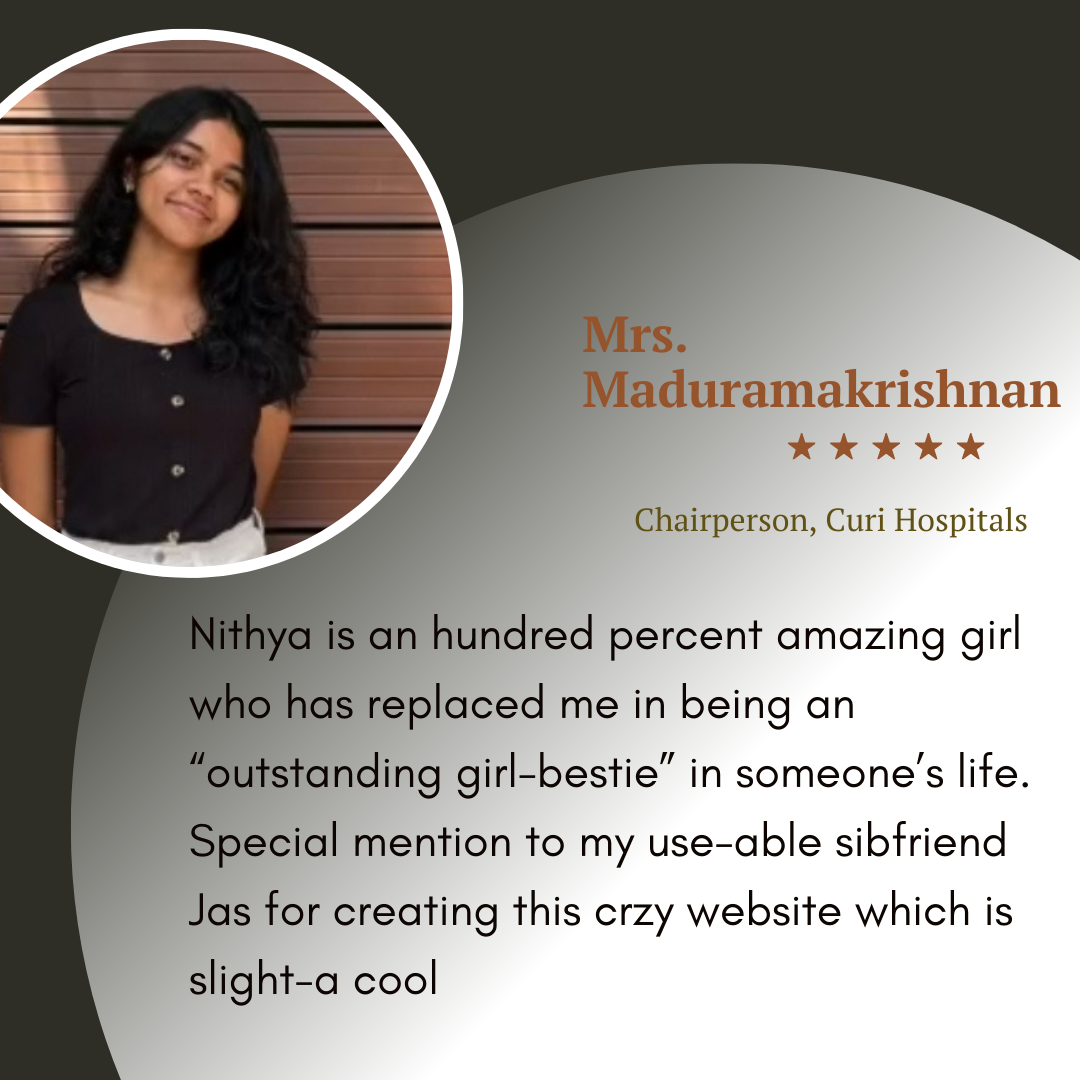 Mrs.
Maduramakrishnan
★ ★ ★ ★ ★
Chairperson, Curi Hospitals
Nithya is an hundred percent amazing girl
who has replaced me in being an
“outstanding girl-bestie” in someone’s life.
Special mention to my use-able sibfriend
Jas for creating this crzy website which is
slight-a cool